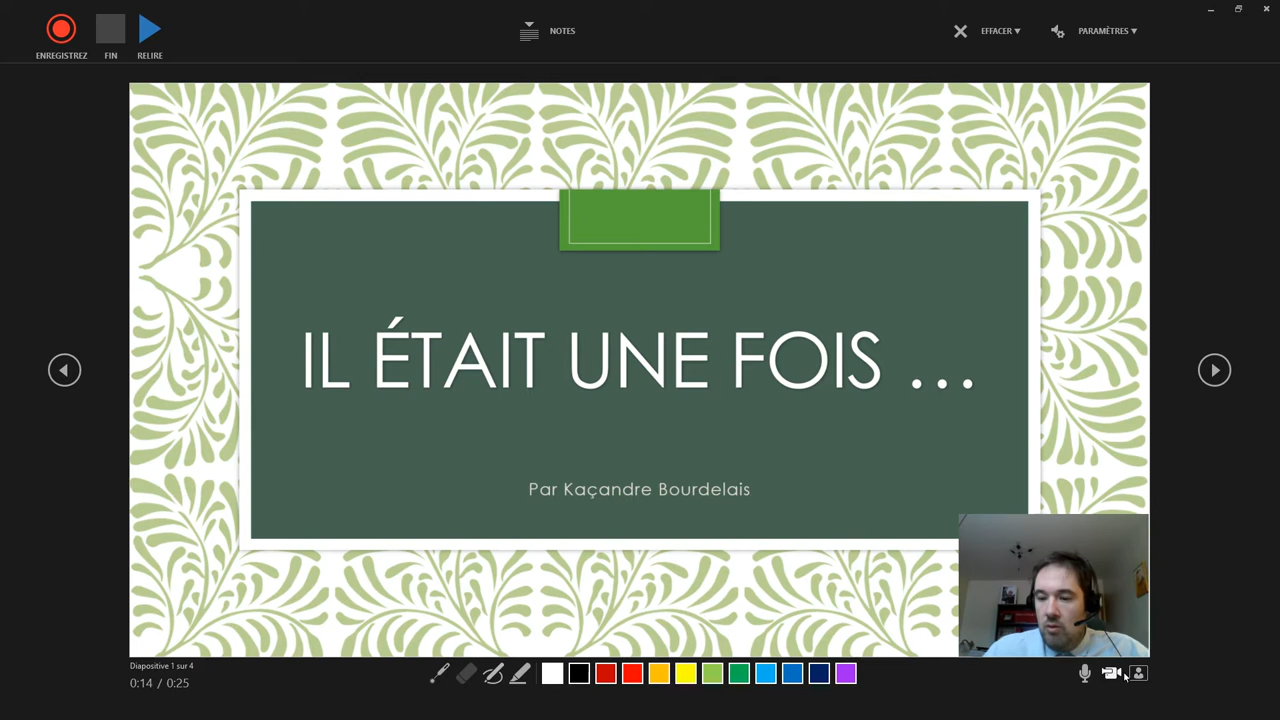 ENREGISTREZ
FIN
RELIRE
NOTES
EFFACER
PARAMÈTRES
IL ÉTAIT UNE FOIS ...
Par Kaçandre Bourdelais
Diapositive 1 sur 4
0:14 / 0:25